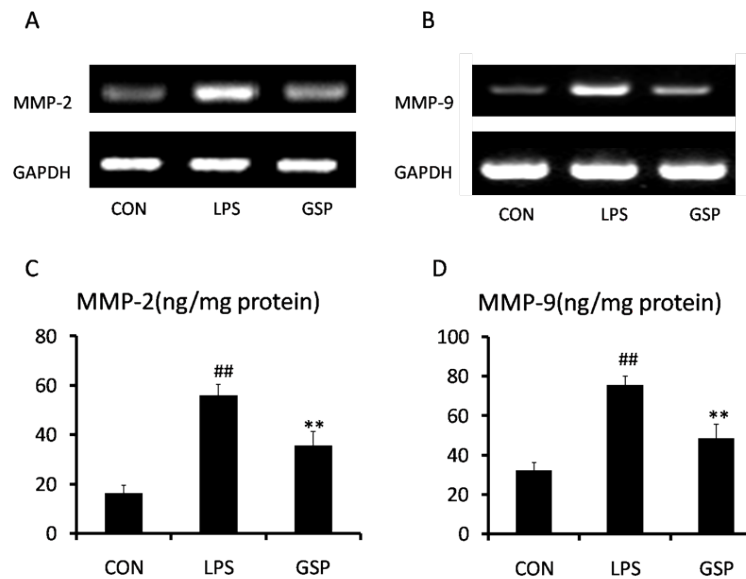 A
MMP-2
GAPDH
CON LPS GSP
B
MMP-9
GAPDH
CON LPS GSP
C
MMP-2(ng/mg protein)
80
60
40
20
0
##
**
CON LPS GSP
D
MMP-9(ng/mg protein)
100
80
60
40
20
0
##
**
CON LPS GSP